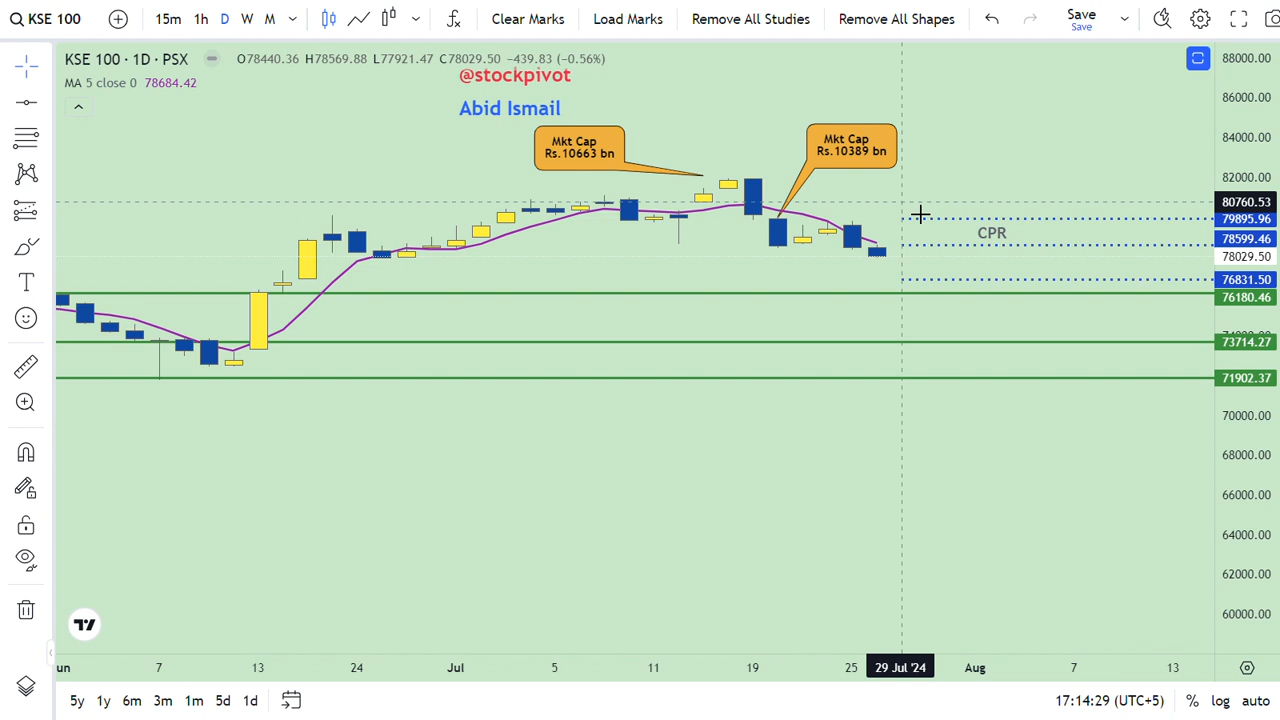 KSE 100
15m 1h D W M
Clear Marks Load Marks Remove All Studies Remove All Shapes
Save
Save
KSE 100 · 1D · PSX O78440.36 H78569.88 L77921.47 C78029.50 −439.83 (−0.56%)
MA 5 close 0 78684.42
@stockpivot
Abid Ismail
Mkt Cap
Rs.10663 bn
Mkt Cap
Rs.10389 bn
CPR
88000.00
86000.00
84000.00
82000.00
80760.53
79895.96
78599.46
78029.50
76831.50
76180.46
73714.27
71902.37
70000.00
68000.00
66000.00
64000.00
62000.00
60000.00
un 7 13 24 Jul 5 11 19 25 29 Jul '24 Aug 7 13
5y 1y 6m 3m 1m 5d 1d
17:14:29 (UTC+5) % log auto